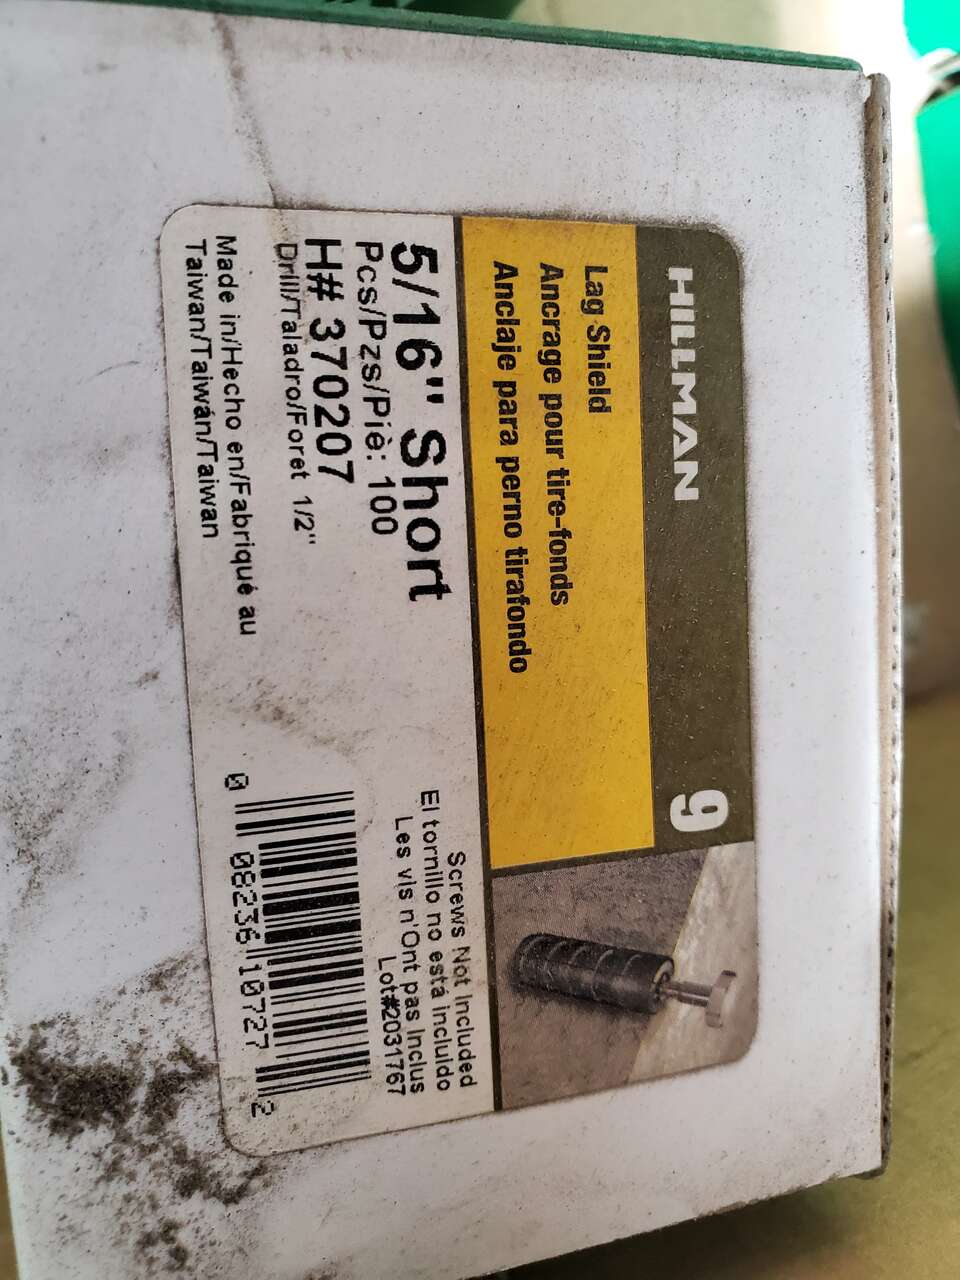 HILLMAN 9
Lag Shield
Ancrage pour tire-fonds
Anclaje para perno tirafondo
5/16" Short
Pcs/Pzs/Piè: 100
H# 370207
Drill/Taladro/Foret 1/2"
Made in/Hecho en/Fabriqué au
Taiwan/Taiwán/Taiwan
Screws Not Included
El tornillo no está incluido
Les vis n'Ont pas Inclus
Lot#2031767
0 08236 10727 2